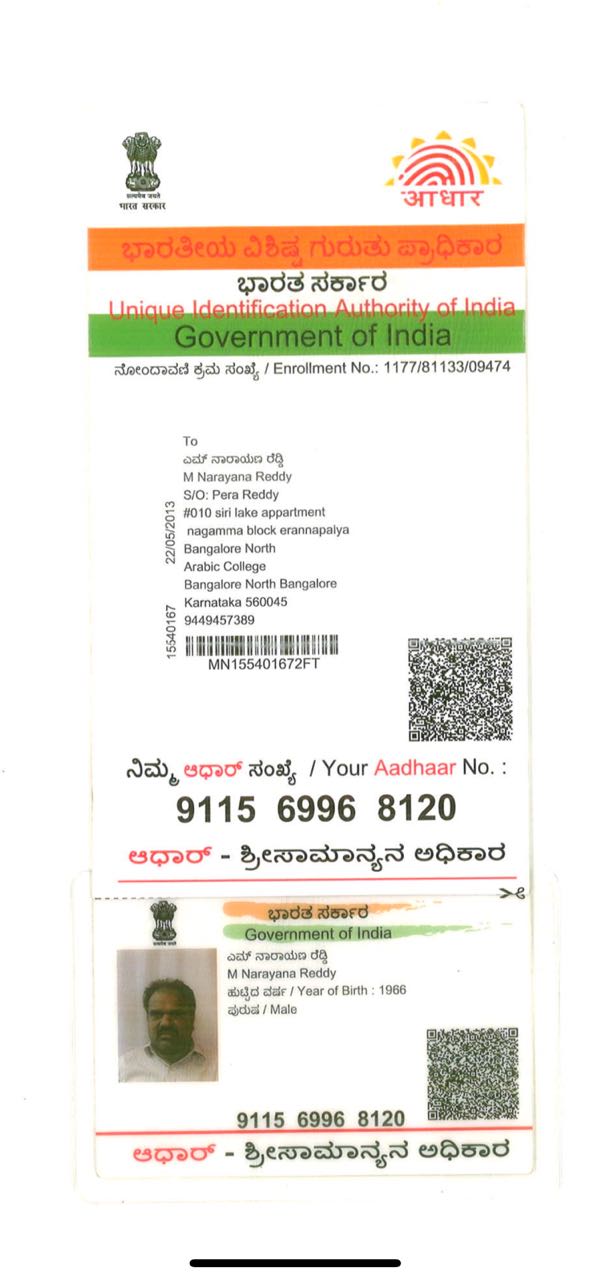 सत्यमेव जयते
भारत सरकार
आधार
ಭಾರತೀಯ ವಿಶಿಷ್ಟ ಗುರುತು ಪ್ರಾಧಿಕಾರ
ಭಾರತ ಸರ್ಕಾರ
Unique Identification Authority of India
Government of India
ನೋಂದಾವಣಿ ಕ್ರಮ ಸಂಖ್ಯೆ / Enrollment No.: 1177/81133/09474
To
ಎಮ್ ನಾರಾಯಣ ರೆಡ್ಡಿ
M Narayana Reddy
S/O: Pera Reddy
#010 siri lake appartment
nagamma block erannapalya
Bangalore North
Arabic College
Bangalore North Bangalore
Karnataka 560045
9449457389
22/05/2013
15540167
MN155401672FT
ನಿಮ್ಮ ಆಧಾರ್ ಸಂಖ್ಯೆ / Your Aadhaar No. :
9115 6996 8120
ಆಧಾರ್ - ಶ್ರೀಸಾಮಾನ್ಯನ ಅಧಿಕಾರ
ಭಾರತ ಸರ್ಕಾರ
Government of India
ಎಮ್ ನಾರಾಯಣ ರೆಡ್ಡಿ
M Narayana Reddy
ಹುಟ್ಟಿದ ವರ್ಷ / Year of Birth : 1966
ಪುರುಷ / Male
9115 6996 8120
ಆಧಾರ್ - ಶ್ರೀಸಾಮಾನ್ಯನ ಅಧಿಕಾರ